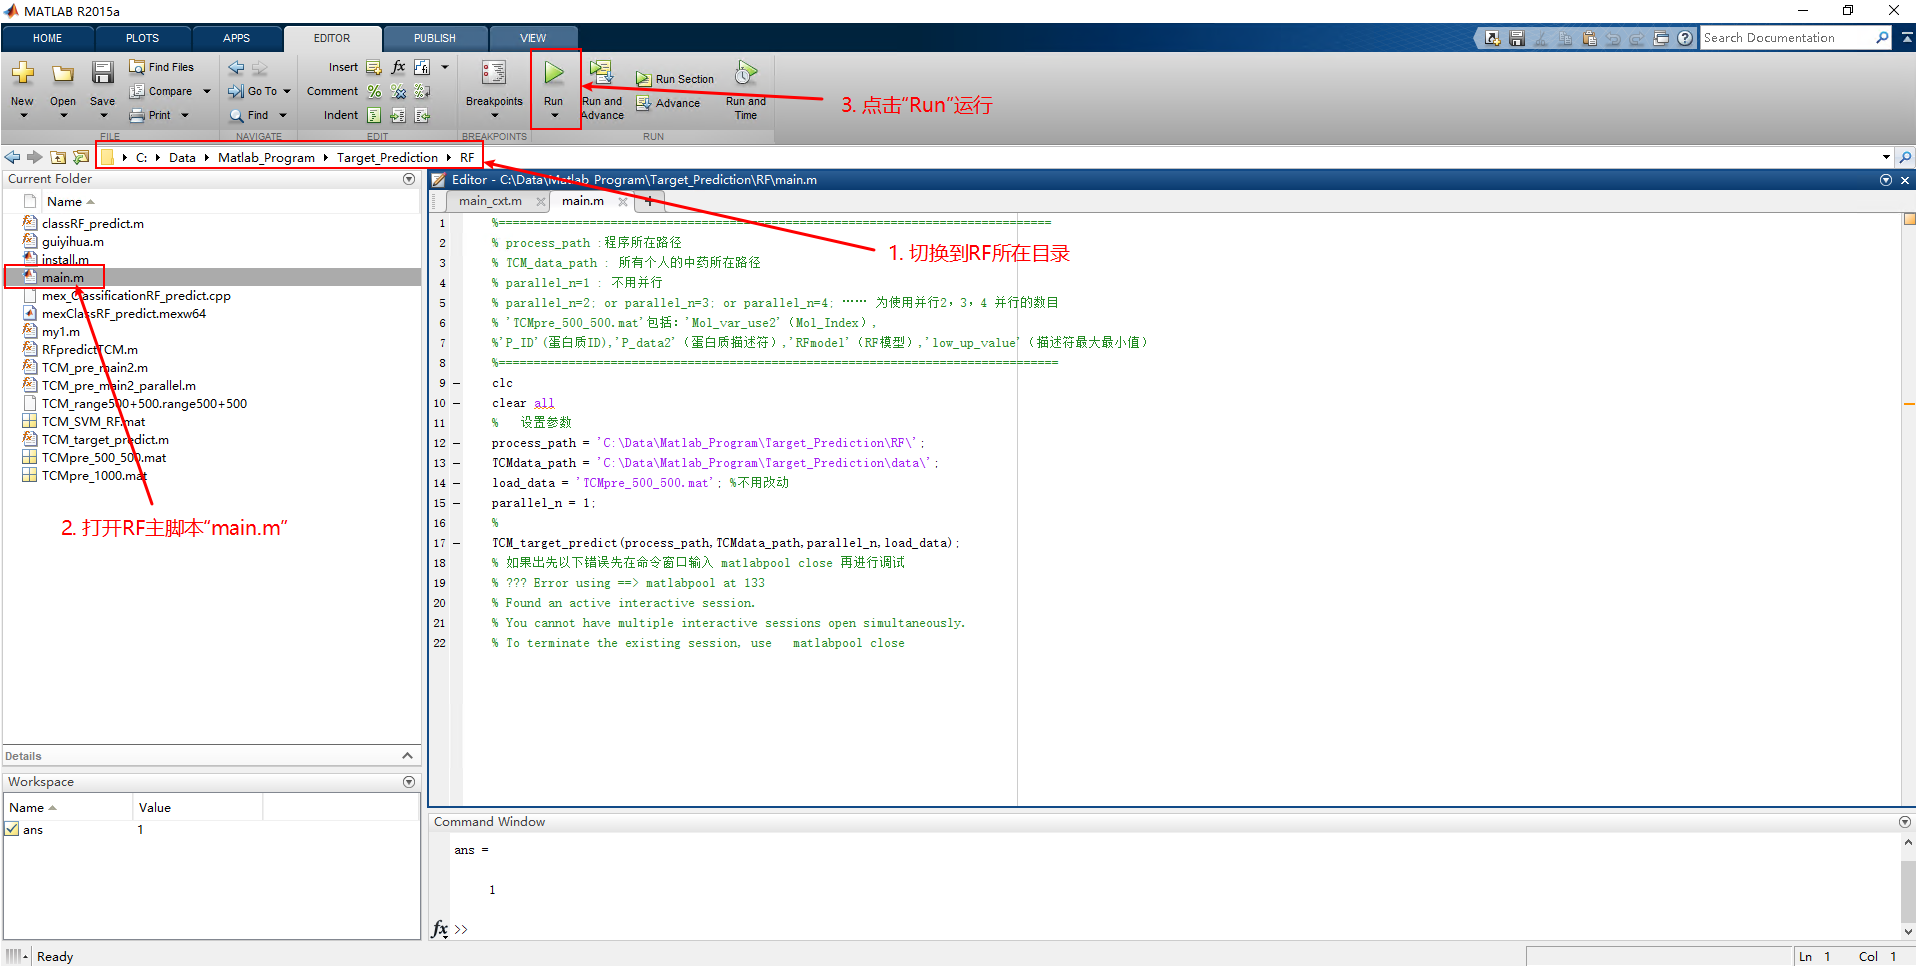 MATLAB R2015a
HOME PLOTS APPS EDITOR PUBLISH VIEW
Search Documentation
New Open Save
Find Files
Compare
Print
Go To
Find
Insert
Comment
Indent
Breakpoints
Run
Run and Advance
Run Section
Advance
Run and Time
FILE NAVIGATE EDIT BREAKPOINTS RUN
3. 点击“Run”运行
C: Data Matlab_Program Target_Prediction RF
Current Folder
Name
classRF_predict.m
guiyihua.m
install.m
main.m
mex_ClassificationRF_predict.cpp
mexClassRF_predict.mexw64
my1.m
RFpredictTCM.m
TCM_pre_main2.m
TCM_pre_main2_parallel.m
TCM_range500+500.range500+500
TCM_SVM_RF.mat
TCM_target_predict.m
TCMpre_500_500.mat
TCMpre_1000.mat
2. 打开RF主脚本“main.m”
Details
Workspace
Name Value
ans 1
Editor - C:\Data\Matlab_Program\Target_Prediction\RF\main.m
main_cxt.m main.m
1. 切换到RF所在目录
1 %===============================================================================
2 % process_path :程序所在路径
3 % TCM_data_path : 所有个人的中药所在路径
4 % parallel_n=1 : 不用并行
5 % parallel_n=2; or parallel_n=3; or parallel_n=4; …… 为使用并行2，3，4 并行的数目
6 % 'TCMpre_500_500.mat'包括：'Mol_var_use2'（Mol_Index）,
7 %'P_ID'(蛋白质ID),'P_data2'（蛋白质描述符）,'RFmodel'（RF模型）,'low_up_value'（描述符最大最小值）
8 %================================================================================
9 clc
10 clear all
11 % 设置参数
12 process_path = 'C:\Data\Matlab_Program\Target_Prediction\RF\';
13 TCMdata_path = 'C:\Data\Matlab_Program\Target_Prediction\data\';
14 load_data = 'TCMpre_500_500.mat'; %不用改动
15 parallel_n = 1;
16 %
17 TCM_target_predict(process_path,TCMdata_path,parallel_n,load_data);
18 % 如果出先以下错误先在命令窗口输入 matlabpool close 再进行调试
19 % ??? Error using ==> matlabpool at 133
20 % Found an active interactive session.
21 % You cannot have multiple interactive sessions open simultaneously.
22 % To terminate the existing session, use matlabpool close
Command Window
ans =
1
fx >>
Ready
Ln 1 Col 1